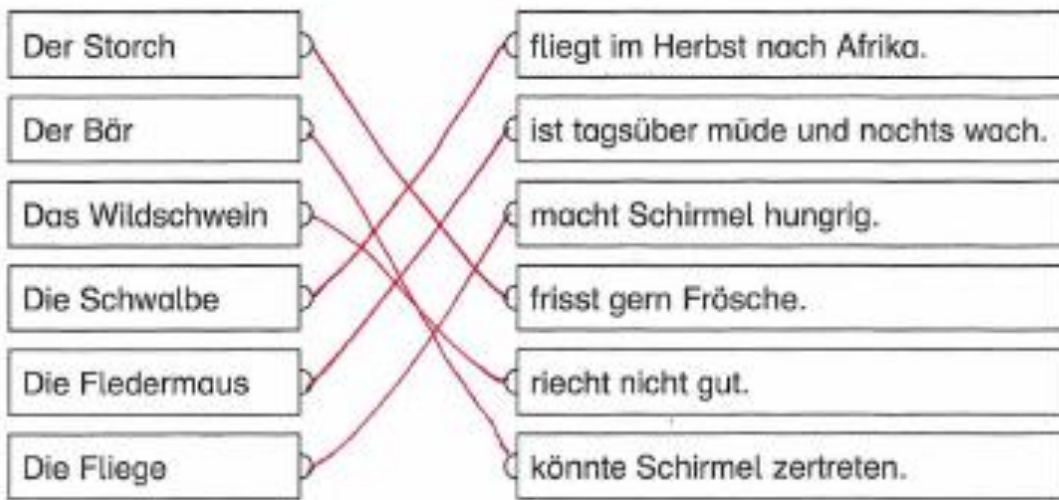 Der Storch
fliegt im Herbst nach Afrika.
Der Bär
ist tagsüber müde und nachts wach.
Das Wildschwein
macht Schirmel hungrig.
Die Schwalbe
frisst gern Frösche.
Die Fledermaus
riecht nicht gut.
Die Fliege
könnte Schirmel zertreten.